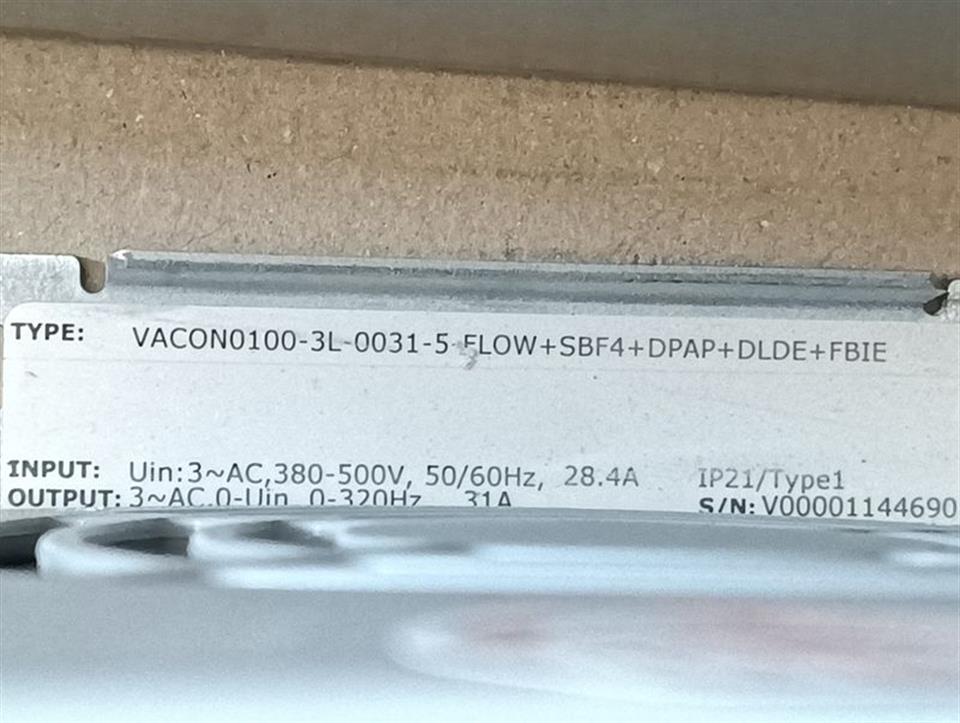 TYPE: VACON0100-3L-0031-5-FLOW+SBF4+DPAP+DLDE+FBIE
INPUT: Uin:3~AC,380-500V, 50/60Hz, 28.4A IP21/Type1
OUTPUT: 3~AC,0-Uin 0-320Hz, 31A S/N: V00001144690